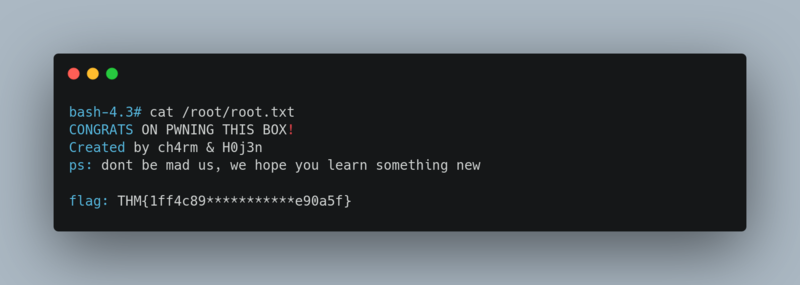 bash-4.3# cat /root/root.txt
CONGRATS ON PWNING THIS BOX!
Created by ch4rm & H0j3n
ps: dont be mad us, we hope you learn something new
flag: THM{1ff4c89***********e90a5f}